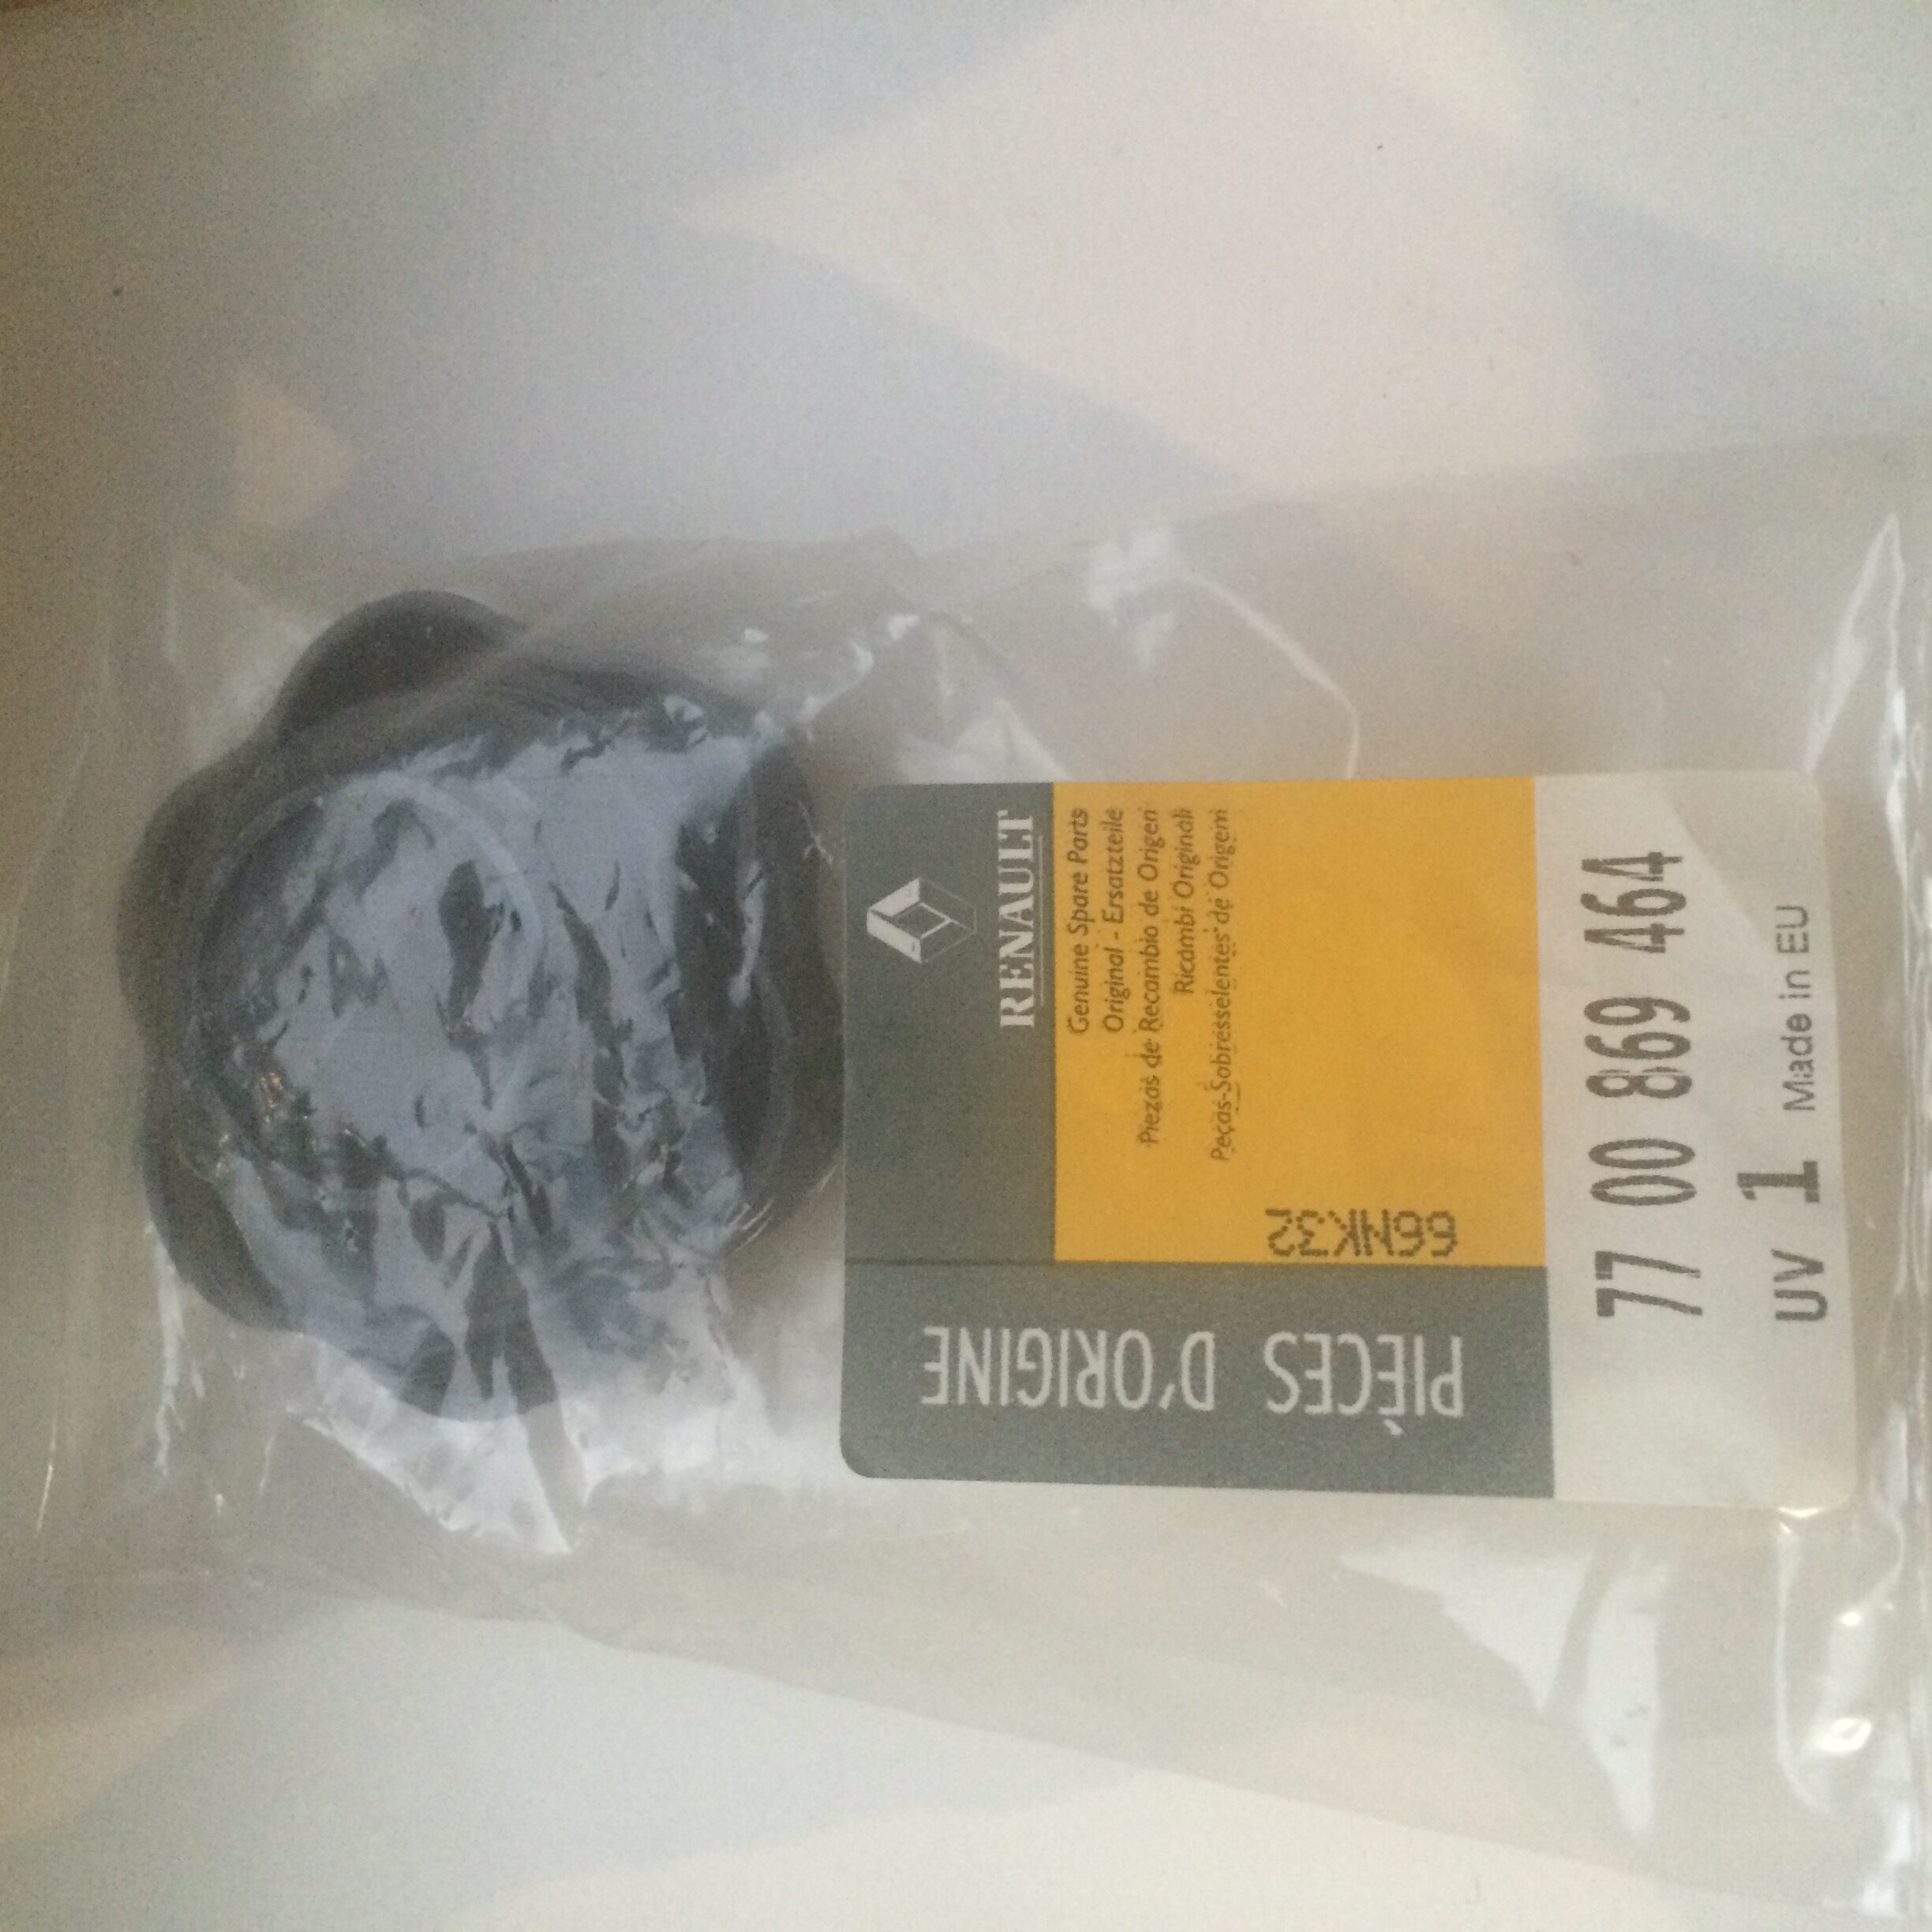 RENAULT
Genuine Spare Parts
Original - Ersatzteile
Piezas de Recambio de Origen
Ricambi Originali
Peças-Sobresselentes de Origem
66NK32
PIÈCES D'ORIGINE
77 00 869 464
UV 1 Made in EU